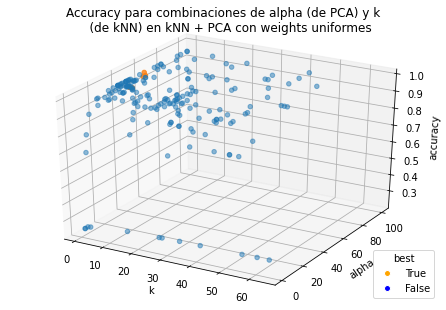 Accuracy para combinaciones de alpha (de PCA) y k
(de kNN) en kNN + PCA con weights uniformes
1.0
0.9
0.8
0.7
0.6
0.5
0.4
0.3
accuracy
0
10
20
30
40
50
60
k
0
20
40
60
80
100
alpha
best
True
False